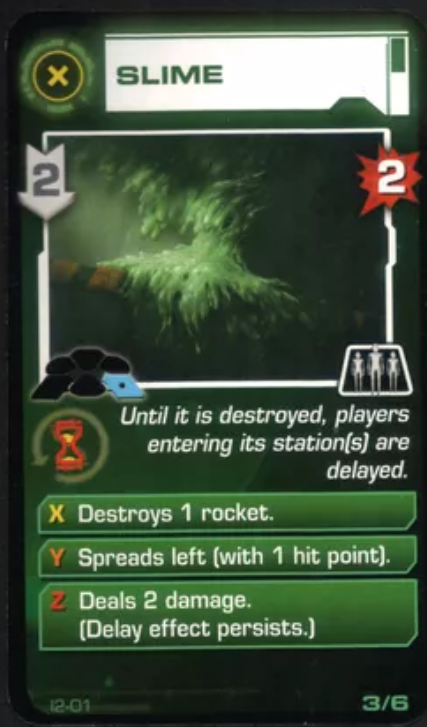 X
SLIME
2
2
Until it is destroyed, players
entering its station(s) are
delayed.
X Destroys 1 rocket.
Y Spreads left (with 1 hit point).
Z Deals 2 damage.
(Delay effect persists.)
I2-01
3/6